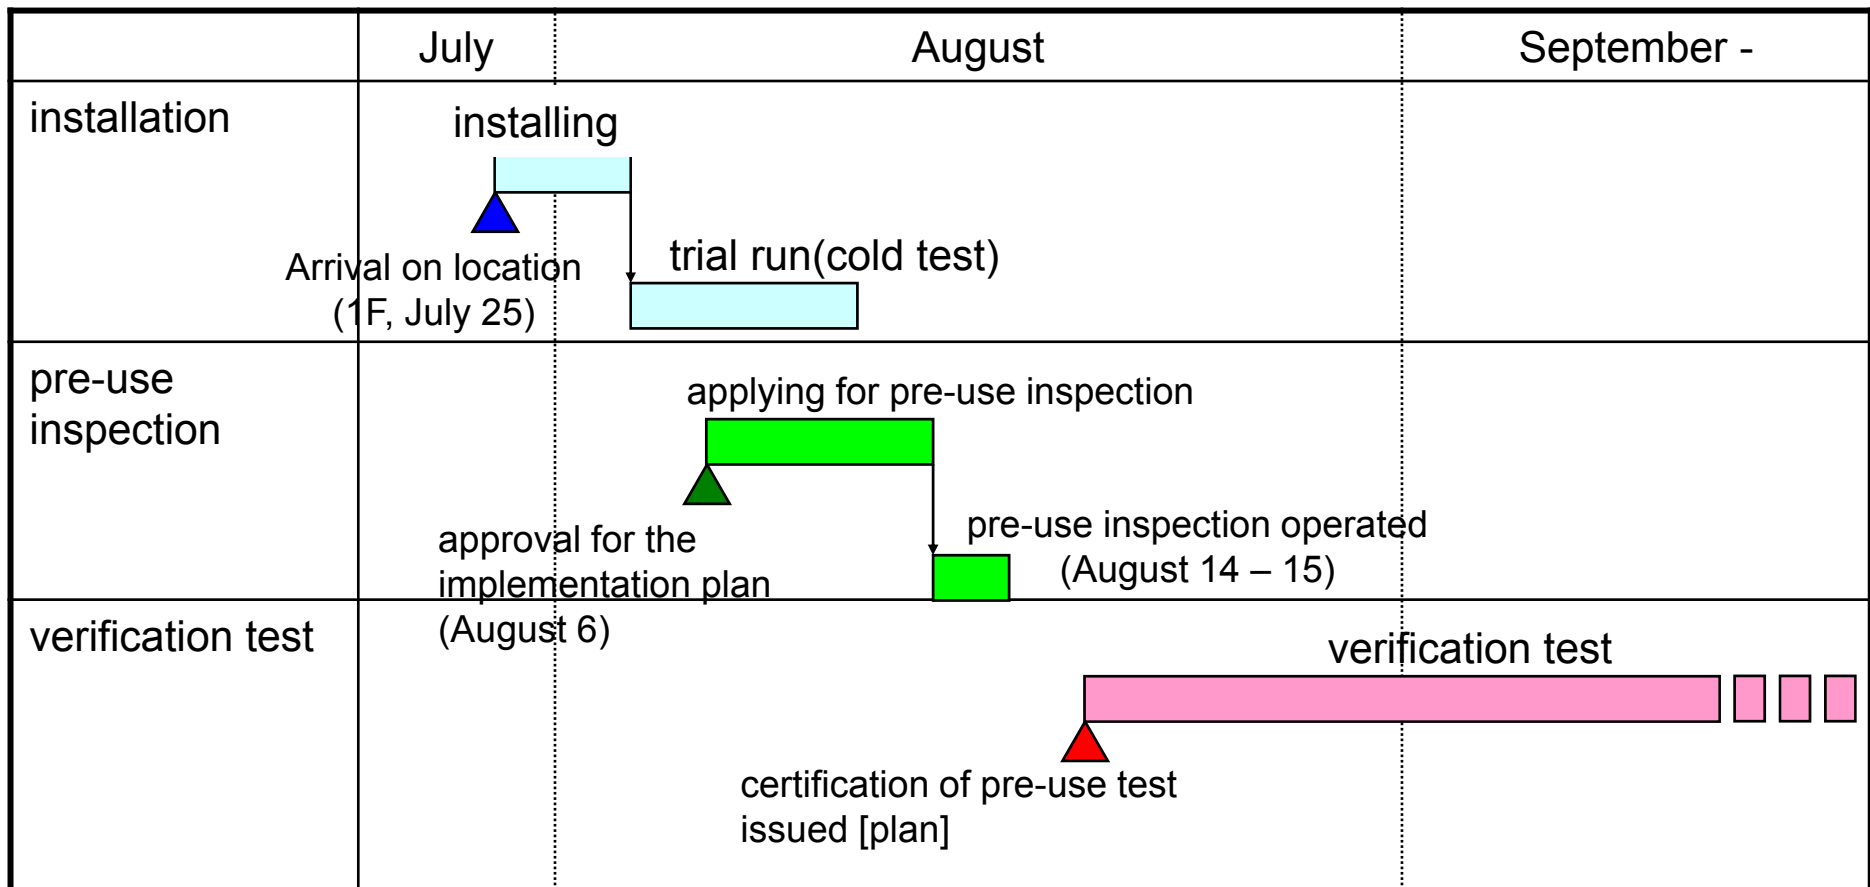 July
August
September -
installation
installing
Arrival on location
(1F, July 25)
trial run(cold test)
pre-use
inspection
applying for pre-use inspection
approval for the
implementation plan
(August 6)
pre-use inspection operated
(August 14 – 15)
verification test
verification test
certification of pre-use test
issued [plan]